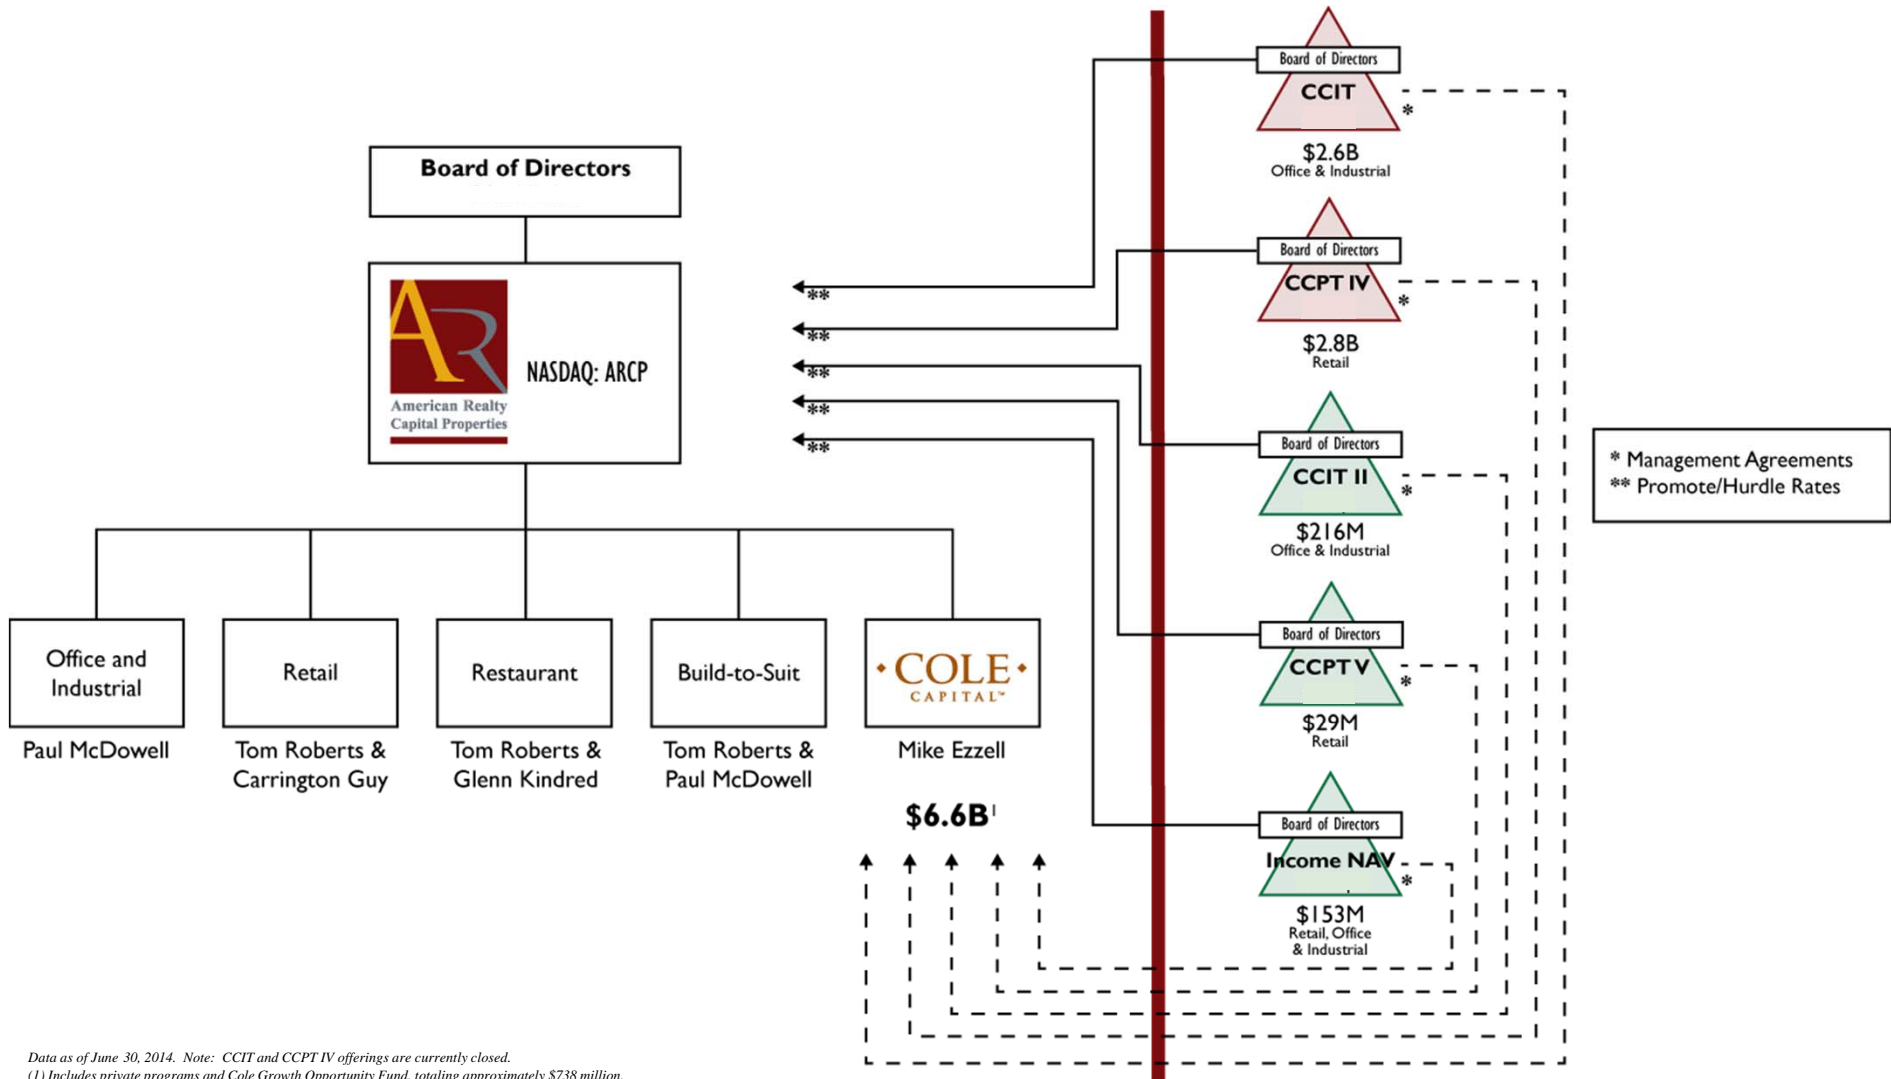 Board of Directors
AR
American Realty
Capital Properties
NASDAQ: ARCP
**
**
**
**
**
Office and
Industrial
Paul McDowell
Retail
Tom Roberts &
Carrington Guy
Restaurant
Tom Roberts &
Glenn Kindred
Build-to-Suit
Tom Roberts &
Paul McDowell
COLE
CAPITAL™
Mike Ezzell
$6.6B¹
Board of Directors
CCIT
*
$2.6B
Office & Industrial
Board of Directors
CCPT IV
*
$2.8B
Retail
Board of Directors
CCIT II
*
$216M
Office & Industrial
Board of Directors
CCPT V
*
$29M
Retail
Board of Directors
Income NAV
*
$153M
Retail, Office
& Industrial
* Management Agreements
** Promote/Hurdle Rates
Data as of June 30, 2014. Note: CCIT and CCPT IV offerings are currently closed.
(1) Includes private programs and Cole Growth Opportunity Fund, totaling approximately $738 million.